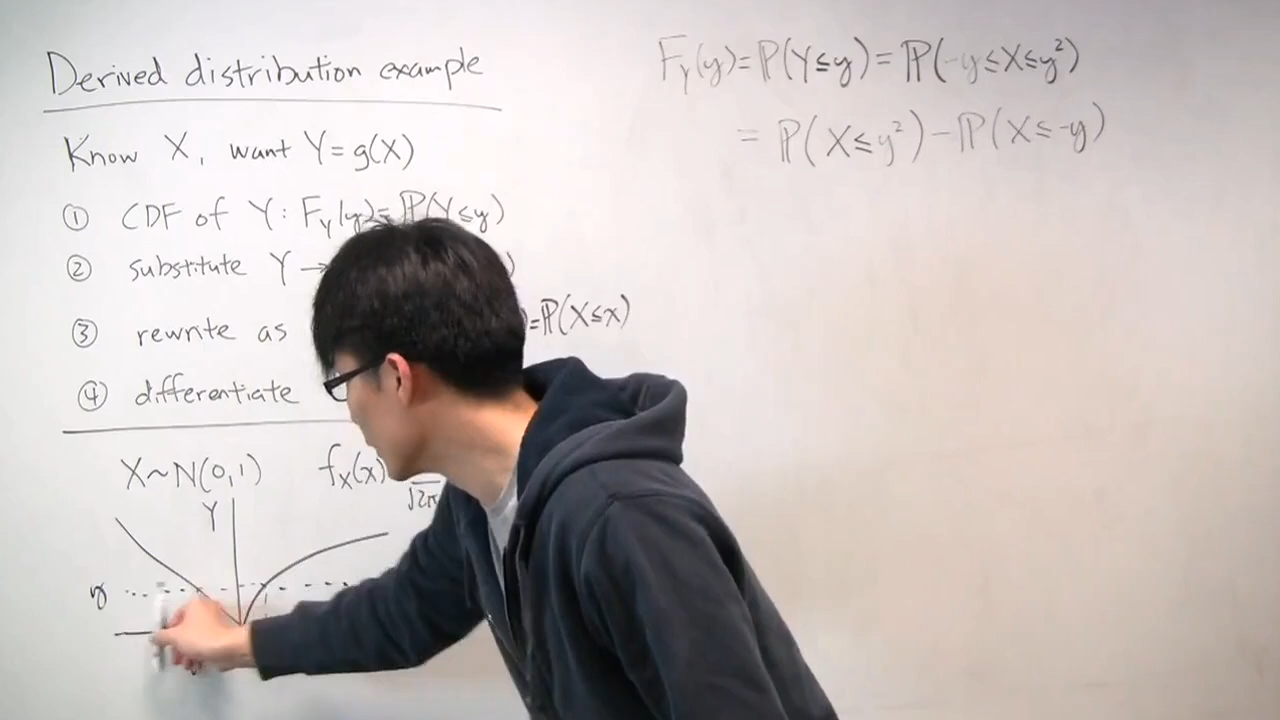 Derived distribution example
Know X, want Y=g(X)
① CDF of Y: F_Y(y)=ℙ(Y≤y)
② substitute Y→ )
③ rewrite as )=ℙ(X≤x)
④ differentiate
X~N(0,1) f_X(x)
√2π
Y
y
F_Y(y)=ℙ(Y≤y)=ℙ(-y≤X≤y²)
= ℙ(X≤y²)-ℙ(X≤-y)